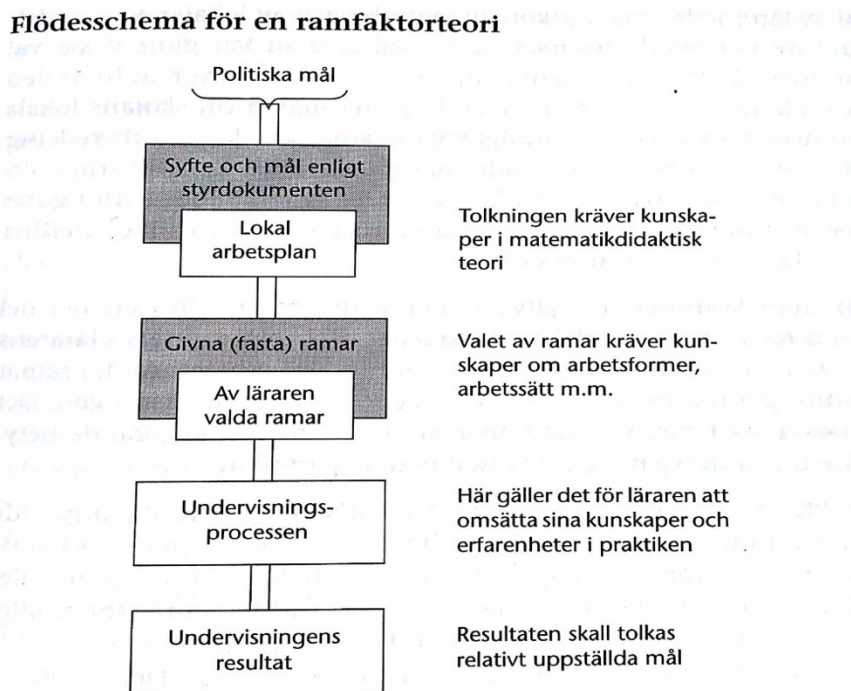 Flödesschema för en ramfaktorteori
Politiska mål
Syfte och mål enligt
styrdokumenten
Lokal
arbetsplan
Tolkningen kräver kunska-
per i matematikdidaktisk
teori
Givna (fasta) ramar
Av läraren
valda ramar
Valet av ramar kräver kun-
skaper om arbetsformer,
arbetssätt m.m.
Undervisnings-
processen
Här gäller det för läraren att
omsätta sina kunskaper och
erfarenheter i praktiken
Undervisningens
resultat
Resultaten skall tolkas
relativt uppställda mål